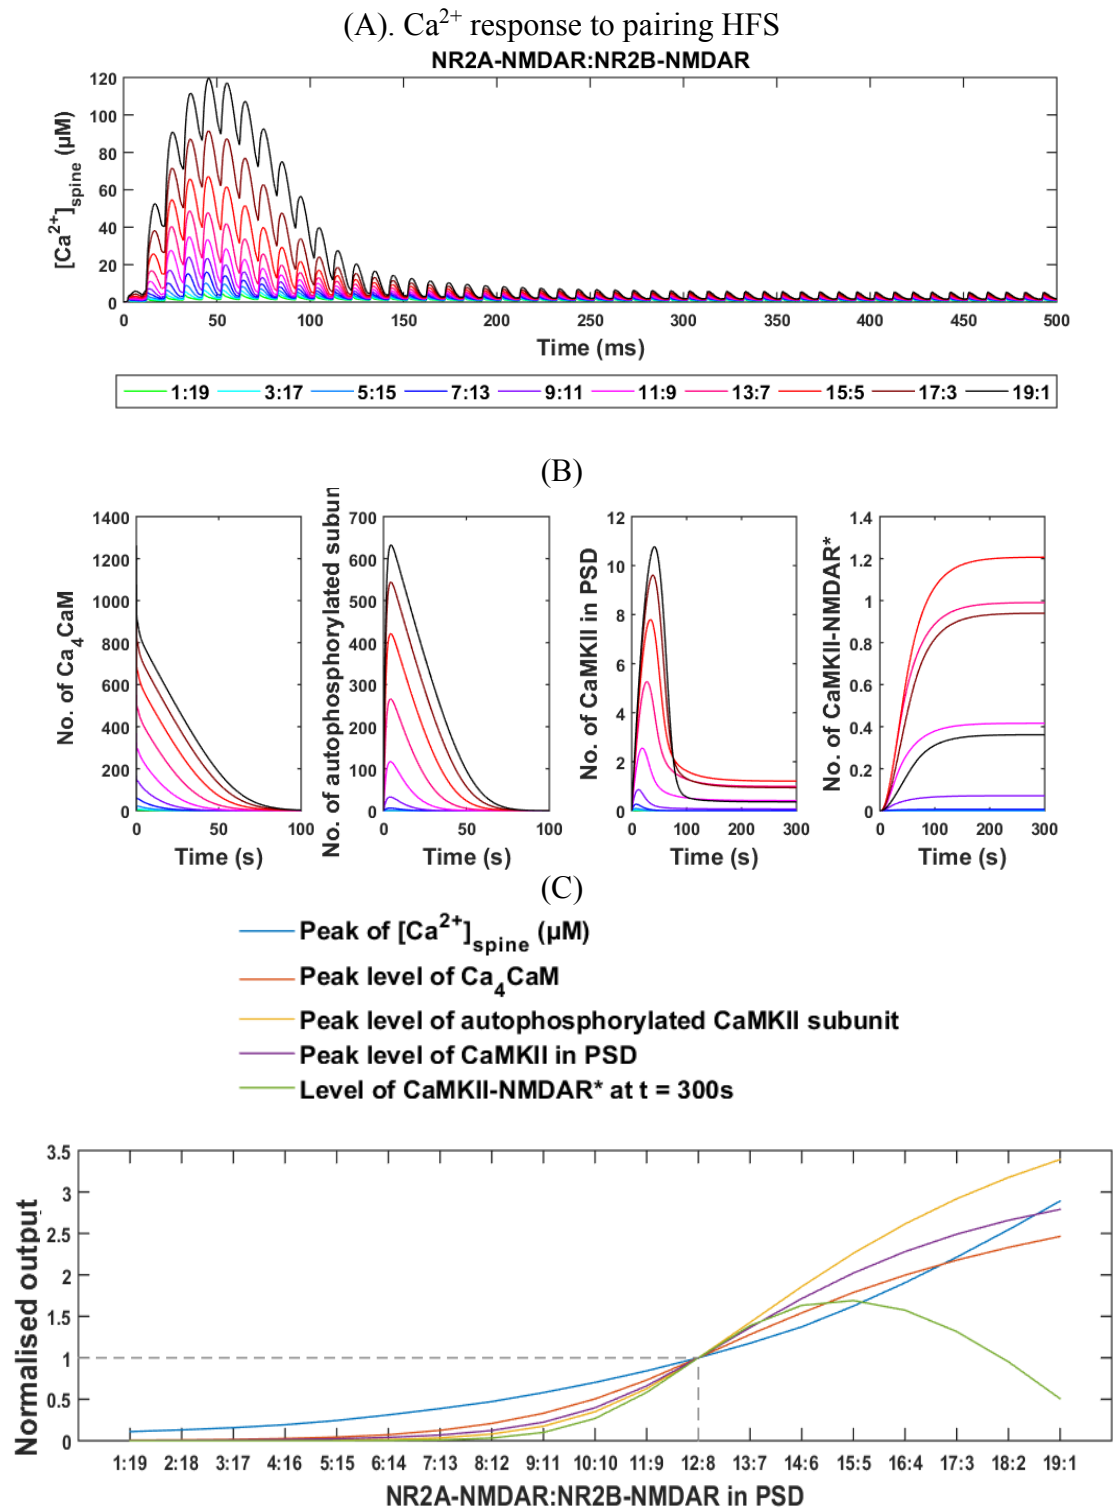 (A). Ca2+ response to pairing HFS
NR2A-NMDAR:NR2B-NMDAR
[Ca2+]spine (µM)
120
100
80
60
40
20
0
0 50 100 150 200 250 300 350 400 450 500
Time (ms)
1:19 3:17 5:15 7:13 9:11 11:9 13:7 15:5 17:3 19:1
(B)
No. of Ca4CaM
1400
1200
1000
800
600
400
200
0
0 50 100
Time (s)
No. of autophosphorylated subun
700
600
500
400
300
200
100
0
0 50 100
Time (s)
No. of CaMKII in PSD
12
10
8
6
4
2
0
0 100 200 300
Time (s)
No. of CaMKII-NMDAR*
1.4
1.2
1
0.8
0.6
0.4
0.2
0
0 100 200 300
Time (s)
(C)
Peak of [Ca2+]spine (µM)
Peak level of Ca4CaM
Peak level of autophosphorylated CaMKII subunit
Peak level of CaMKII in PSD
Level of CaMKII-NMDAR* at t = 300s
Normalised output
3.5
3
2.5
2
1.5
1
0.5
0
1:19 2:18 3:17 4:16 5:15 6:14 7:13 8:12 9:11 10:10 11:9 12:8 13:7 14:6 15:5 16:4 17:3 18:2 19:1
NR2A-NMDAR:NR2B-NMDAR in PSD